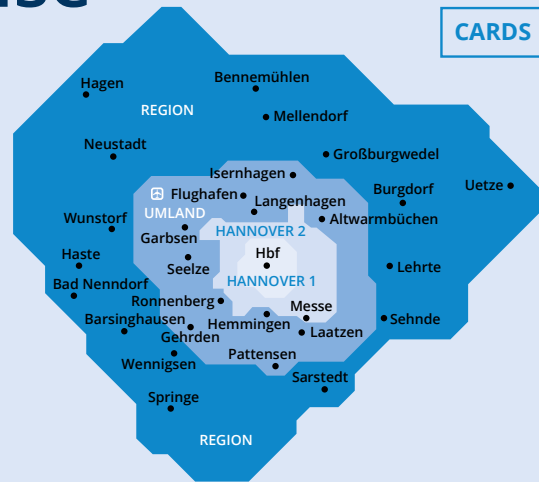 CARDS
Hagen
Bennemühlen
REGION
Mellendorf
Neustadt
Großburgwedel
Isernhagen
Flughafen
Burgdorf
Uetze
Langenhagen
UMLAND
Wunstorf
Altwarmbüchen
Garbsen
HANNOVER 2
Haste
Hbf
Seelze
Lehrte
Bad Nenndorf
HANNOVER 1
Ronnenberg
Messe
Barsinghausen
Hemmingen
Sehnde
Gehrden
Laatzen
Pattensen
Wennigsen
Sarstedt
Springe
REGION